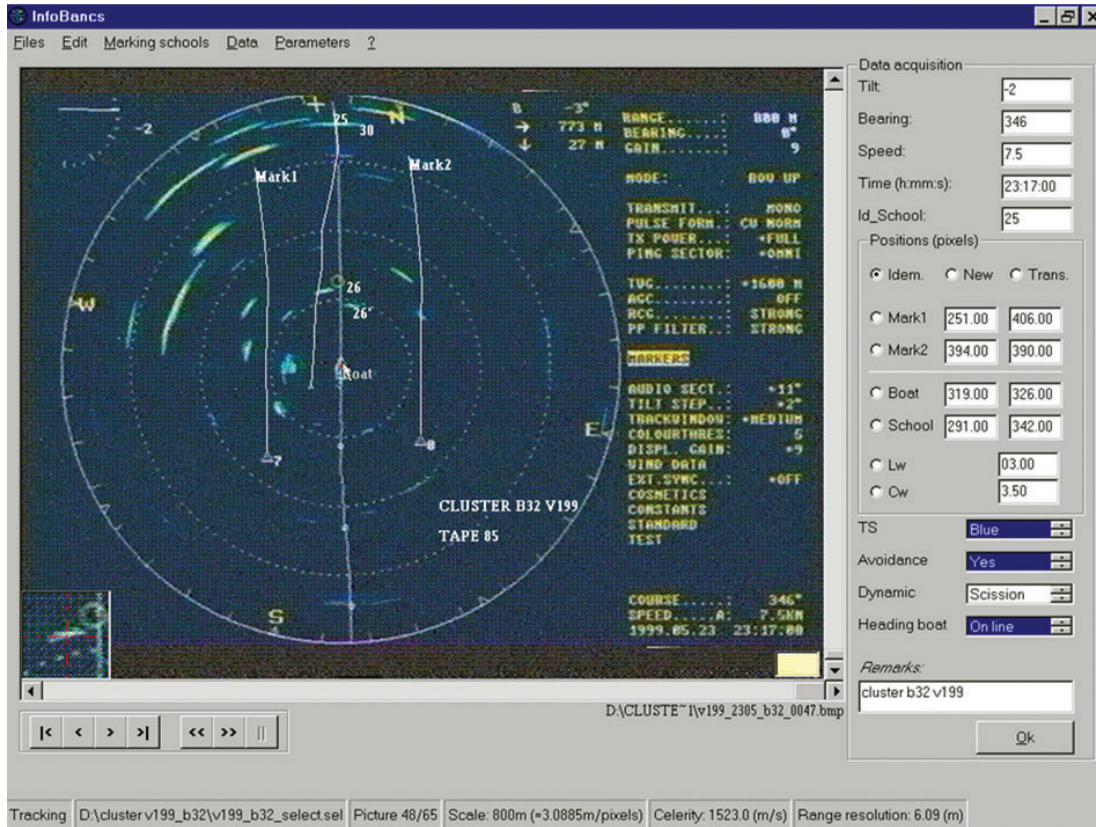 InfoBancs
Files Edit Marking schools Data Parameters ?
-2
25
30
N
Mark1
Mark2
W
26
26'
Boat
E
7
8
CLUSTER B32 V199
TAPE 85
S
B -3°
→ 773 M
↓ 27 M
RANGE......: 800 M
BEARING....: 0°
GAIN.......: 9
MODE: BOW UP
TRANSMIT...: MONO
PULSE FORM.: CW NORM
TX POWER...: *FULL
PING SECTOR: *OMNI
TVG........: *1600 M
AGC........: OFF
RCG........: STRONG
PP FILTER..: STRONG
MARKERS
AUDIO SECT.: *11°
TILT STEP..: *2°
TRACKWINDOW: *MEDIUM
COLOURTHRES: 5
DISPL. GAIN: *9
WIND DATA
EXT.SYNC...: *OFF
COSMETICS
CONSTANTS
STANDARD
TEST
COURSE.....: 346°
SPEED....A: 7.5KN
1999.05.23 23:17:00
D:\CLUSTE~1\v199_2305_b32_0047.bmp
|< < > >| << >> ||
Data acquisition
Tilt: -2
Bearing: 346
Speed: 7.5
Time (h:mm:s): 23:17:00
Id_School: 25
Positions (pixels)
Idem. New Trans.
Mark1 251.00 406.00
Mark2 394.00 390.00
Boat 319.00 326.00
School 291.00 342.00
Lw 03.00
Cw 3.50
TS Blue
Avoidance Yes
Dynamic Scission
Heading boat On line
Remarks:
cluster b32 v199
Ok
Tracking D:\cluster v199_b32\v199_b32_select.sel Picture 48/65 Scale: 800m (=3.0885m/pixels) Celerity: 1523.0 (m/s) Range resolution: 6.09 (m)